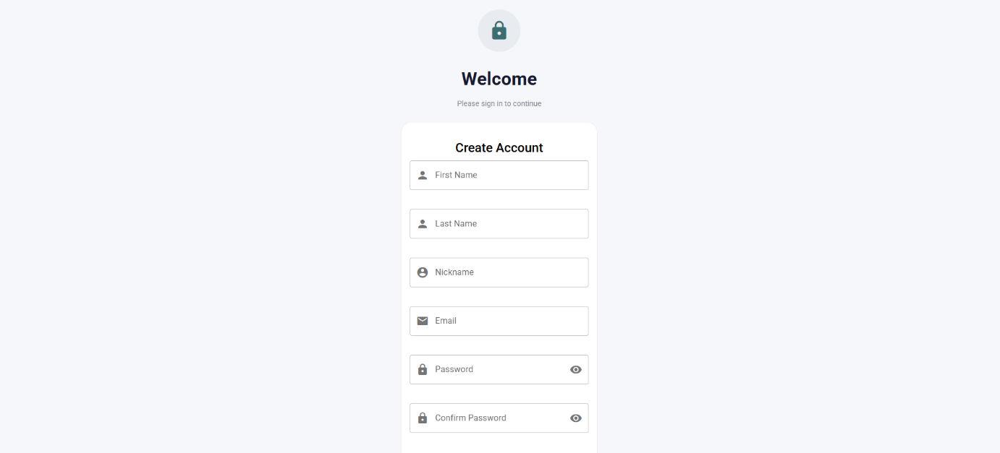 Welcome
Please sign in to continue
Create Account
First Name
Last Name
Nickname
Email
Password
Confirm Password